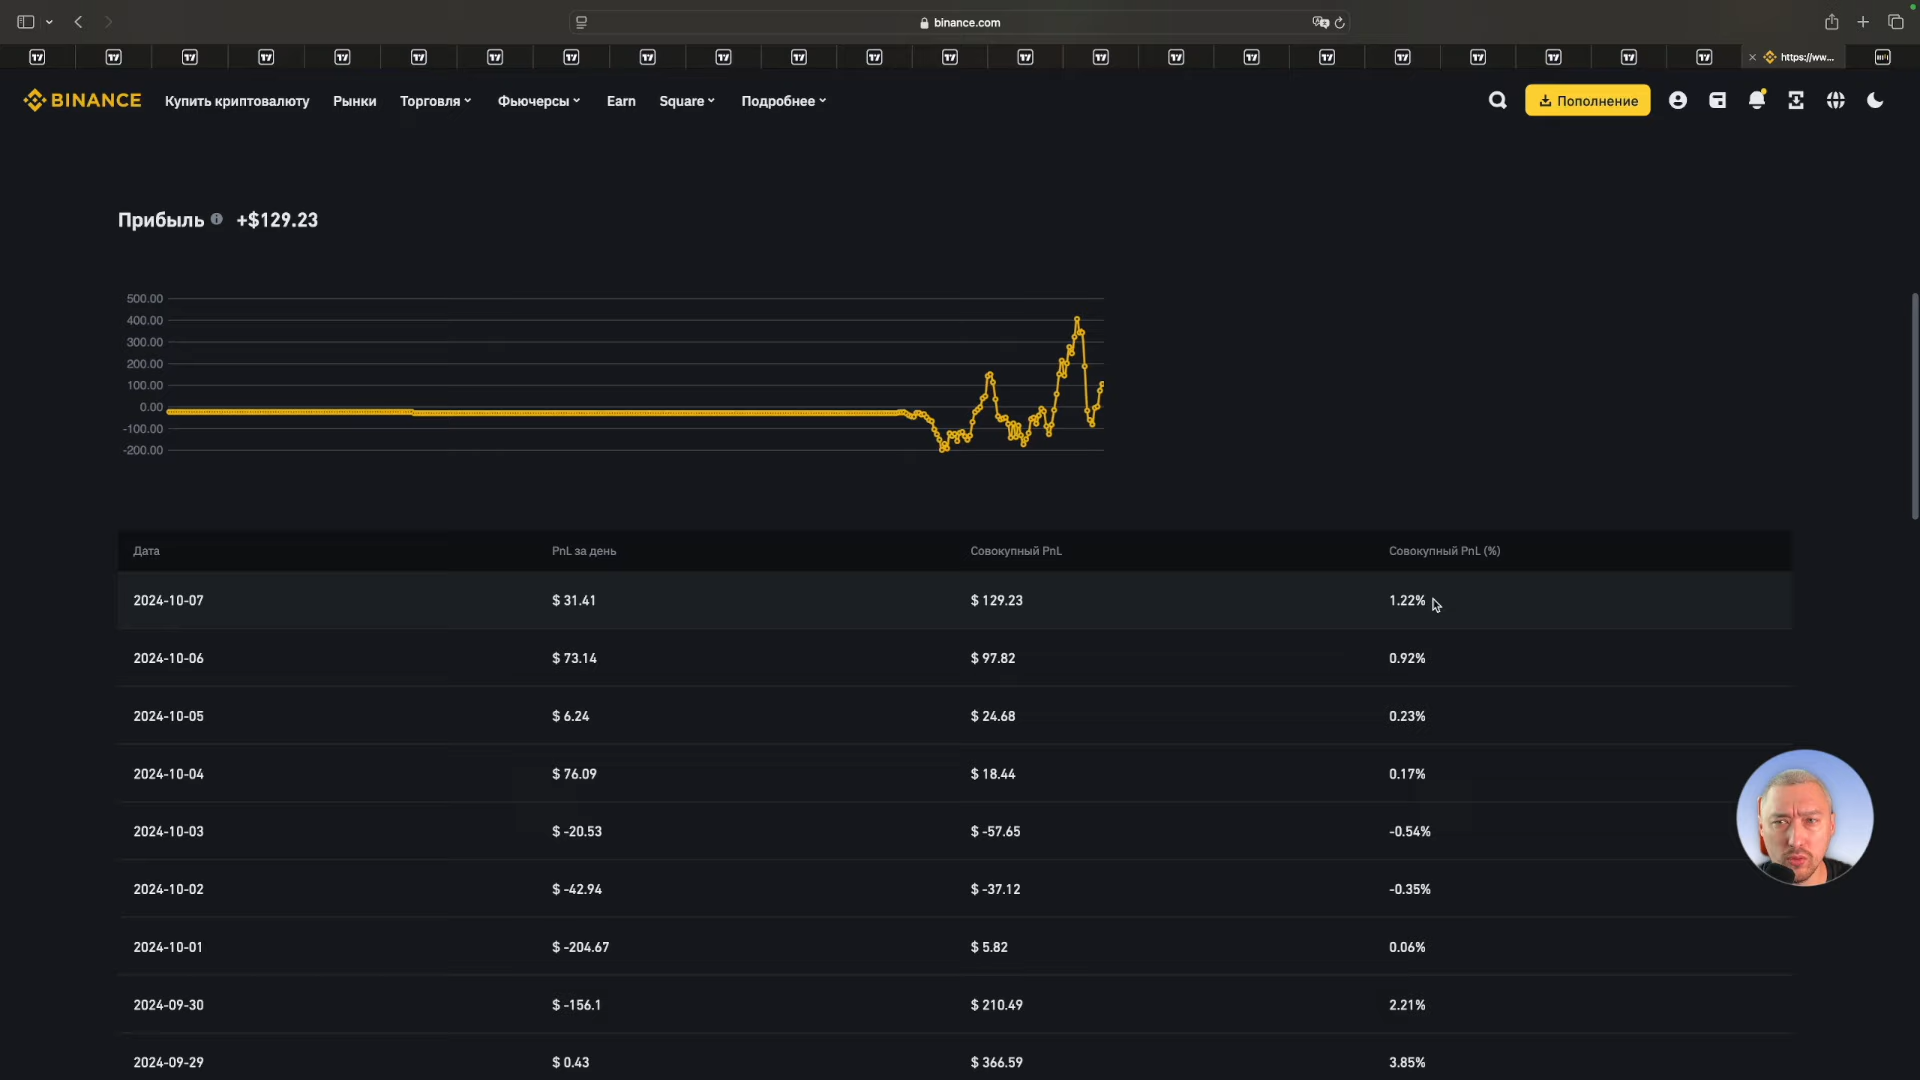 binance.com
https://ww...
BINANCE Купить криптовалюту Рынки Торговля Фьючерсы Earn Square Подробнее Пополнение
Прибыль +$129.23
500.00
400.00
300.00
200.00
100.00
0.00
-100.00
-200.00
Дата PnL за день Совокупный PnL Совокупный PnL (%)
2024-10-07 $ 31.41 $ 129.23 1.22%
2024-10-06 $ 73.14 $ 97.82 0.92%
2024-10-05 $ 6.24 $ 24.68 0.23%
2024-10-04 $ 76.09 $ 18.44 0.17%
2024-10-03 $ -20.53 $ -57.65 -0.54%
2024-10-02 $ -42.94 $ -37.12 -0.35%
2024-10-01 $ -204.67 $ 5.82 0.06%
2024-09-30 $ -156.1 $ 210.49 2.21%
2024-09-29 $ 0.43 $ 366.59 3.85%